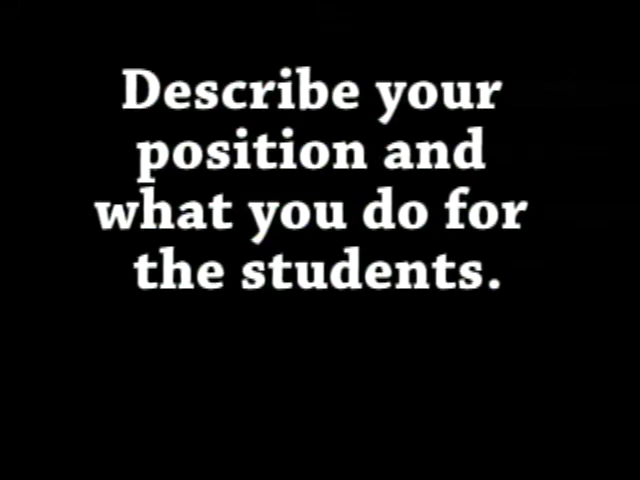 Describe your
position and
what you do for
the students.